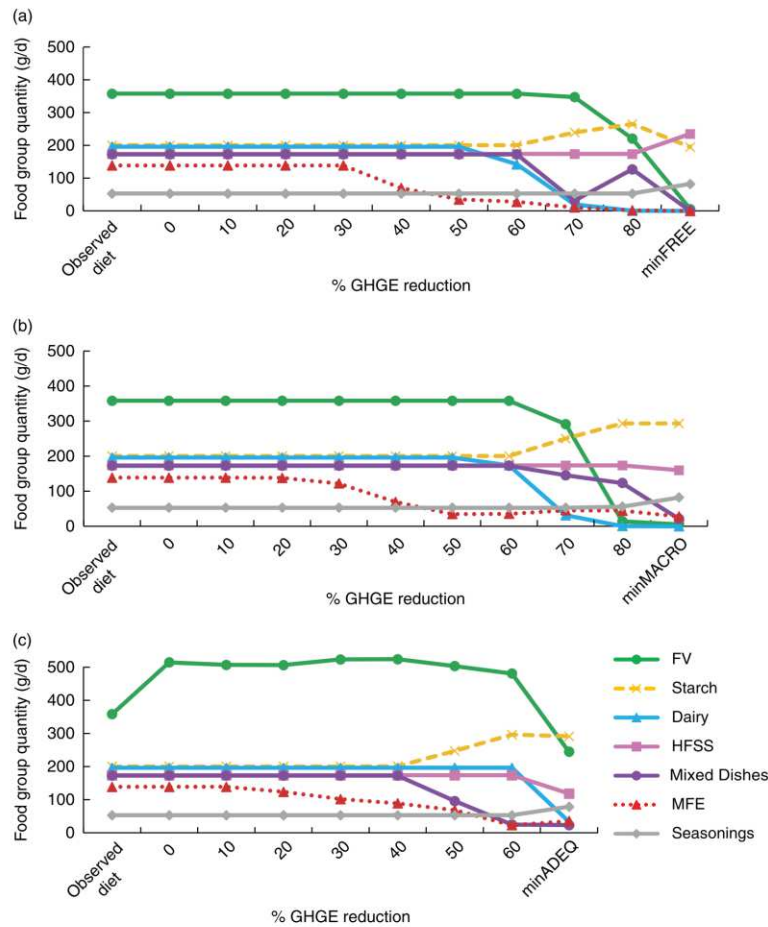 (a)
500
400
300
200
100
0
Food group quantity (g/d)
Observed
diet
0
10
20
30
40
50
60
70
80
minFREE
% GHGE reduction
(b)
500
400
300
200
100
0
Food group quantity (g/d)
Observed
diet
0
10
20
30
40
50
60
70
80
minMACRO
% GHGE reduction
(c)
500
400
300
200
100
0
Food group quantity (g/d)
Observed
diet
0
10
20
30
40
50
60
minADEQ
% GHGE reduction
FV
Starch
Dairy
HFSS
Mixed Dishes
MFE
Seasonings